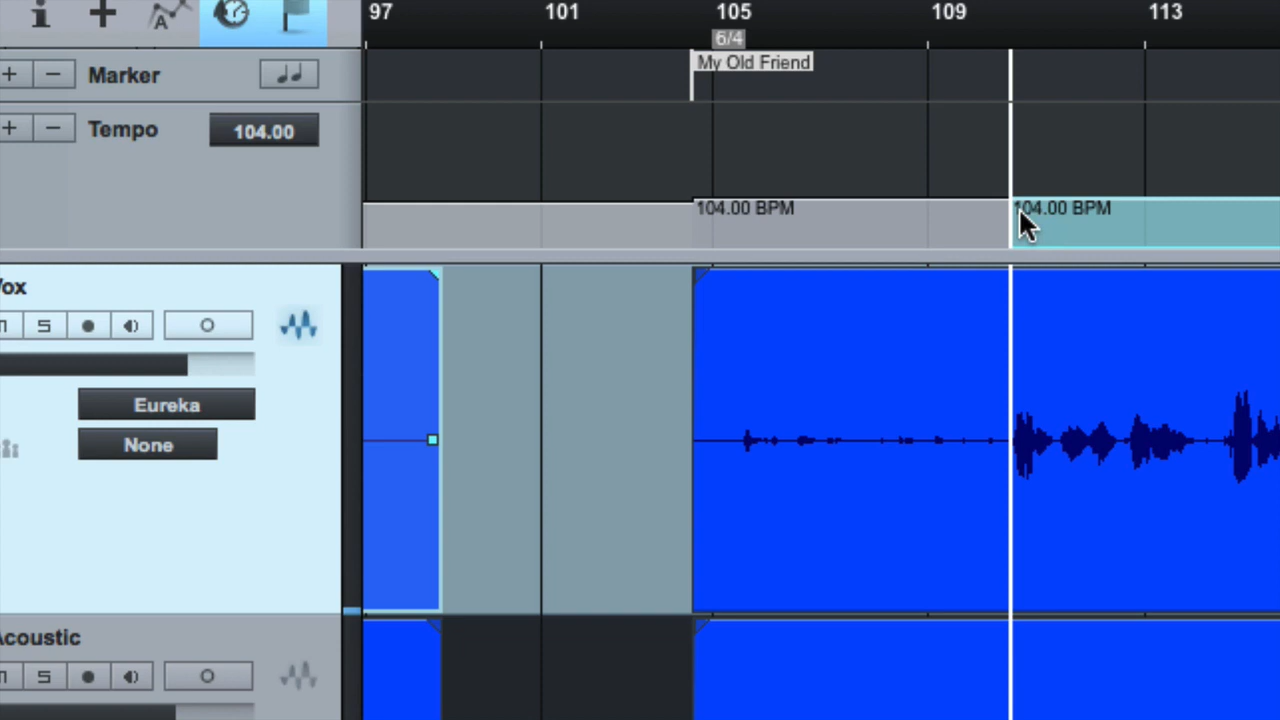 97 101 105 109 113
6/4
i + A
+ − Marker
My Old Friend
+ − Tempo 104.00
104.00 BPM 104.00 BPM
Vox
S
Eureka
None
Acoustic
S